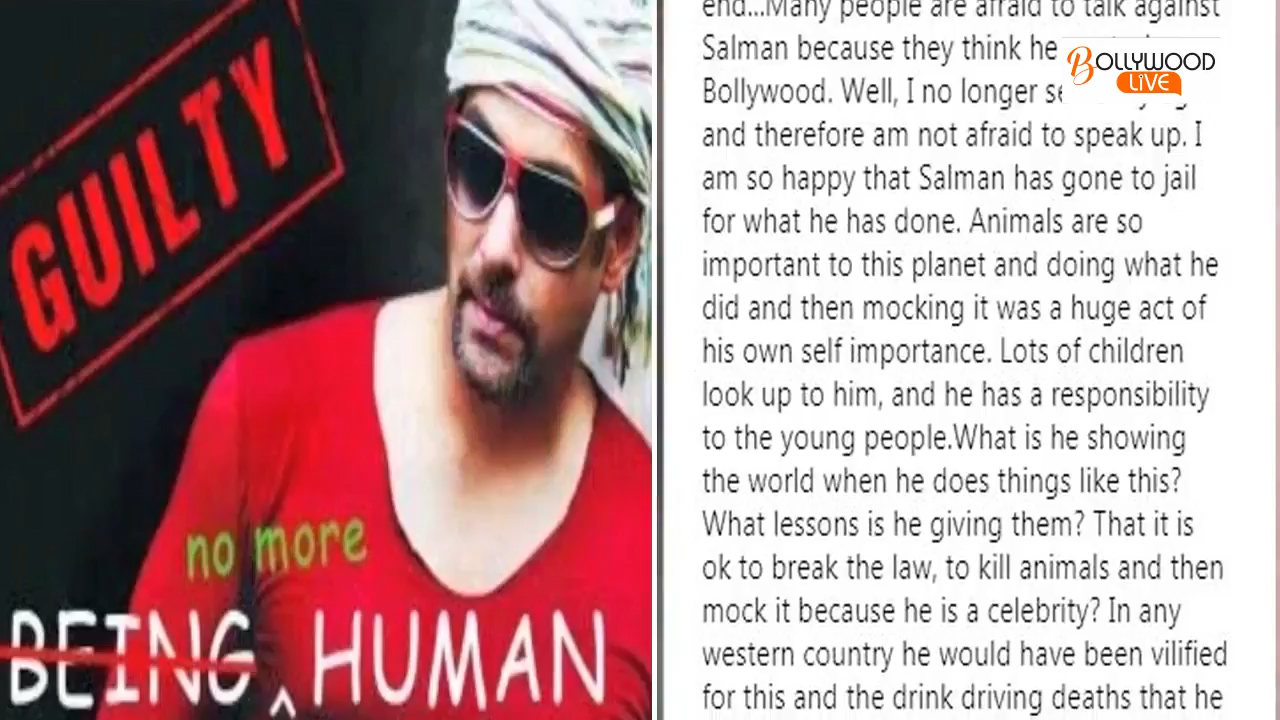 GUILTY
no more
BEING ‸ HUMAN
end...Many people are afraid to talk against
Salman because they think he
Bollywood. Well, I no longer
and therefore am not afraid to speak up. I
am so happy that Salman has gone to jail
for what he has done. Animals are so
important to this planet and doing what he
did and then mocking it was a huge act of
his own self importance. Lots of children
look up to him, and he has a responsibility
to the young people.What is he showing
the world when he does things like this?
What lessons is he giving them? That it is
ok to break the law, to kill animals and then
mock it because he is a celebrity? In any
western country he would have been vilified
for this and the drink driving deaths that he
BOLLYWOOD
LIVE